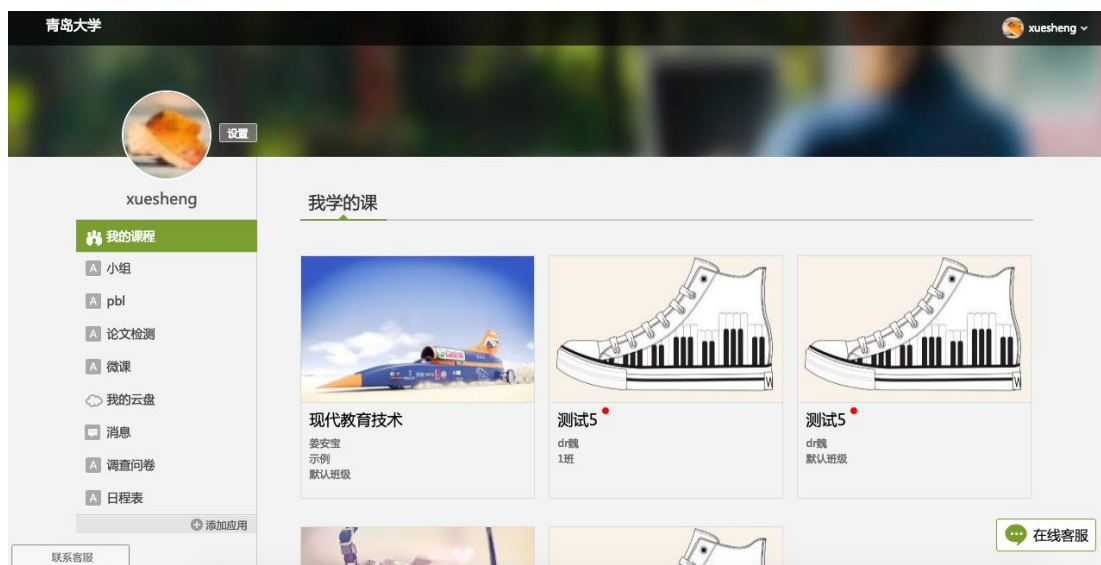 青岛大学
xuesheng
设置
xuesheng
我学的课
我的课程
小组
pbl
论文检测
微课
我的云盘
消息
调查问卷
日程表
添加应用
联系客服
Castrol
现代教育技术
姜安宝
示例
默认班级
测试5
dr魏
1班
测试5
dr魏
默认班级
在线客服